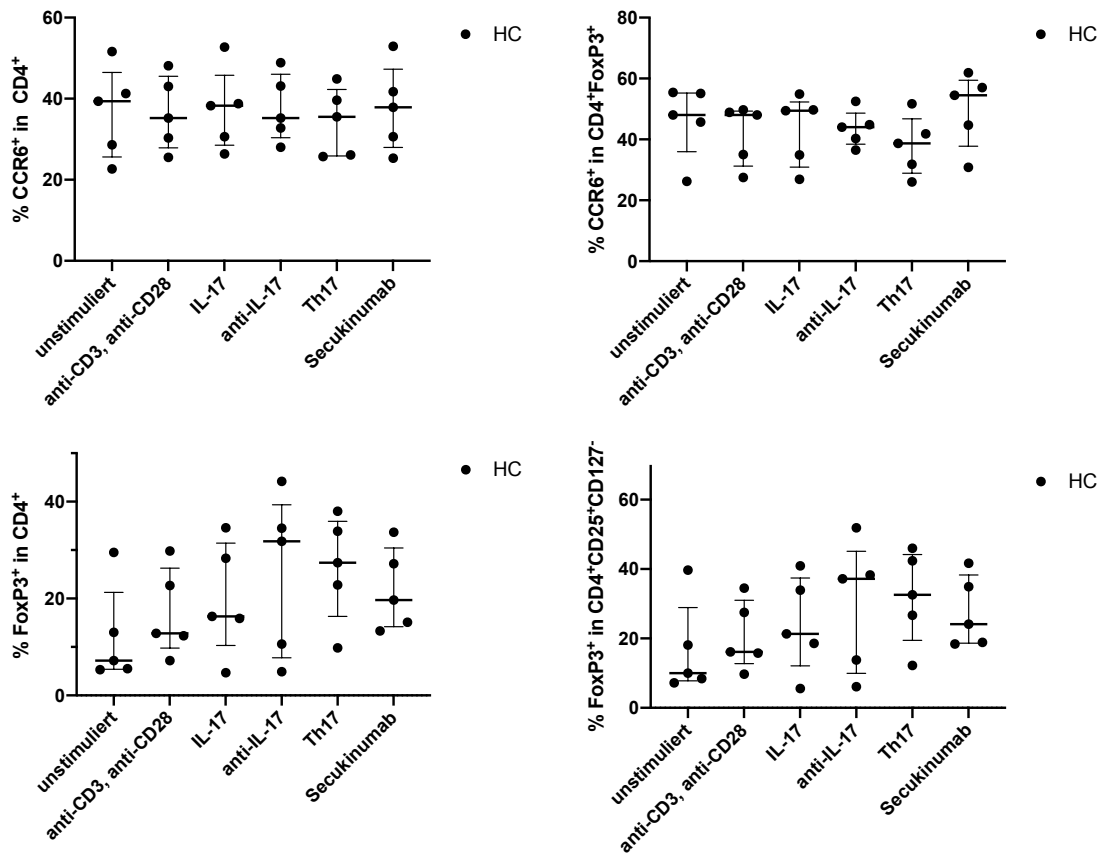 % CCR6⁺ in CD4⁺
60
40
20
0
unstimuliert
anti-CD3, anti-CD28
IL-17
anti-IL-17
Th17
Secukinumab
HC
% CCR6⁺ in CD4⁺FoxP3⁺
80
60
40
20
0
unstimuliert
anti-CD3, anti-CD28
IL-17
anti-IL-17
Th17
Secukinumab
HC
% FoxP3⁺ in CD4⁺
40
20
0
unstimuliert
anti-CD3, anti-CD28
IL-17
anti-IL-17
Th17
Secukinumab
HC
% FoxP3⁺ in CD4⁺CD25⁺CD127⁻
60
40
20
0
unstimuliert
anti-CD3, anti-CD28
IL-17
anti-IL-17
Th17
Secukinumab
HC